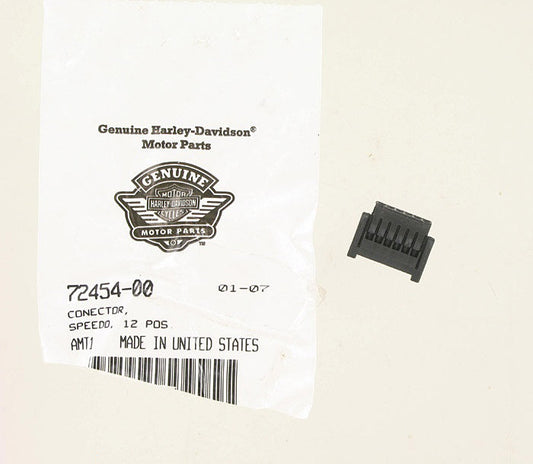 Genuine Harley-Davidson®
Motor Parts
GENUINE
MOTOR
HARLEY-DAVIDSON
CYCLES
MOTOR PARTS
TM
72454-00 01-07
CONECTOR,
SPEEDO, 12 POS
AMT1 MADE IN UNITED STATES